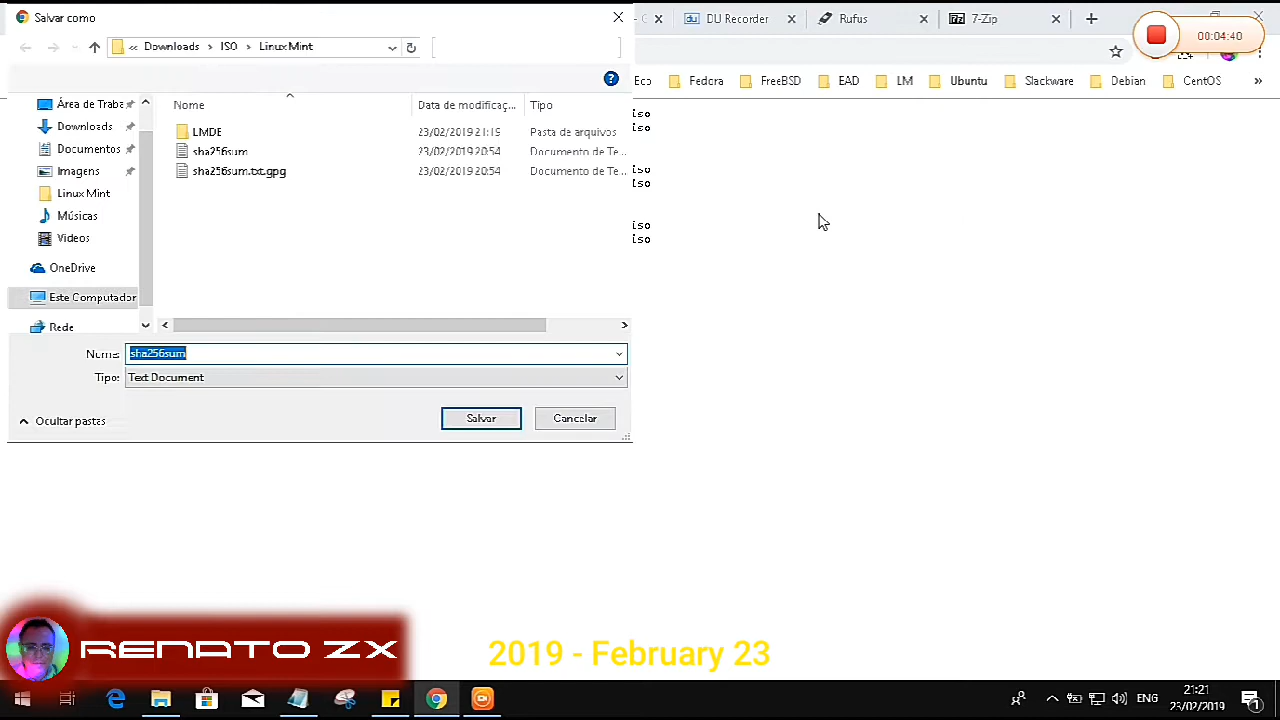 Salvar como
DU Recorder
Rufus
7z 7-Zip
00:04:40
« Downloads > ISO > Linux Mint
Eco Fedora FreeBSD EAD LM Ubuntu Slackware Debian CentOS »
Nome Data de modificaç... Tipo
Área de Traba
Downloads
Documentos
Imagens
Linux Mint
Músicas
Vídeos
OneDrive
Este Computador
Rede
LMDE 23/02/2019 21:19 Pasta de arquivos
sha256sum 23/02/2019 20:54 Documento de Te...
sha256sum.txt.gpg 23/02/2019 20:54 Documento de Te...
iso
iso
iso
iso
iso
iso
Nome: sha256sum
Tipo: Text Document
Ocultar pastas
Salvar Cancelar
RENATO ZX
2019 - February 23
ENG
21:21
23/02/2019
1